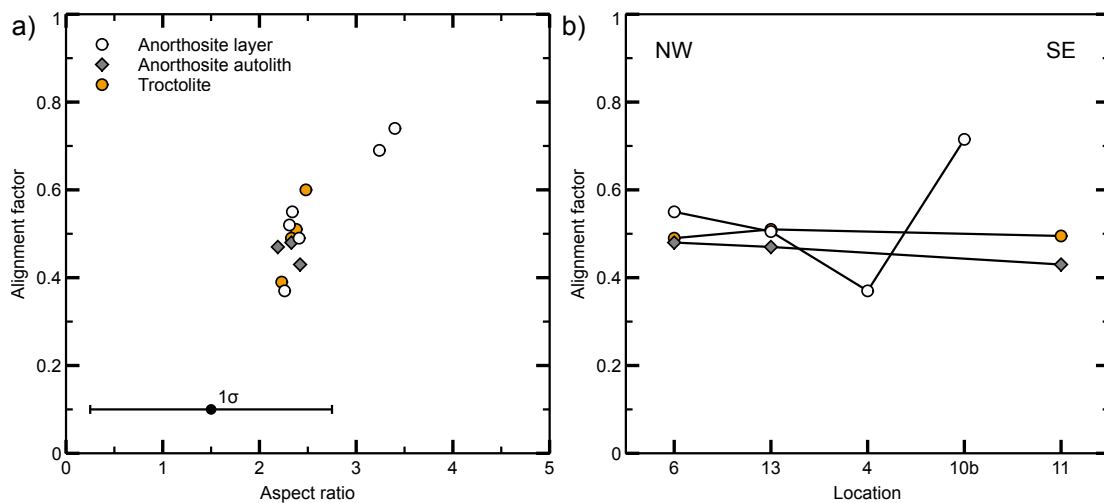 a)
Anorthosite layer
Anorthosite autolith
Troctolite
1
0.8
0.6
0.4
0.2
0
Alignment factor
1σ
0 1 2 3 4 5
Aspect ratio
b)
NW SE
1
0.8
0.6
0.4
0.2
0
Alignment factor
6 13 4 10b 11
Location